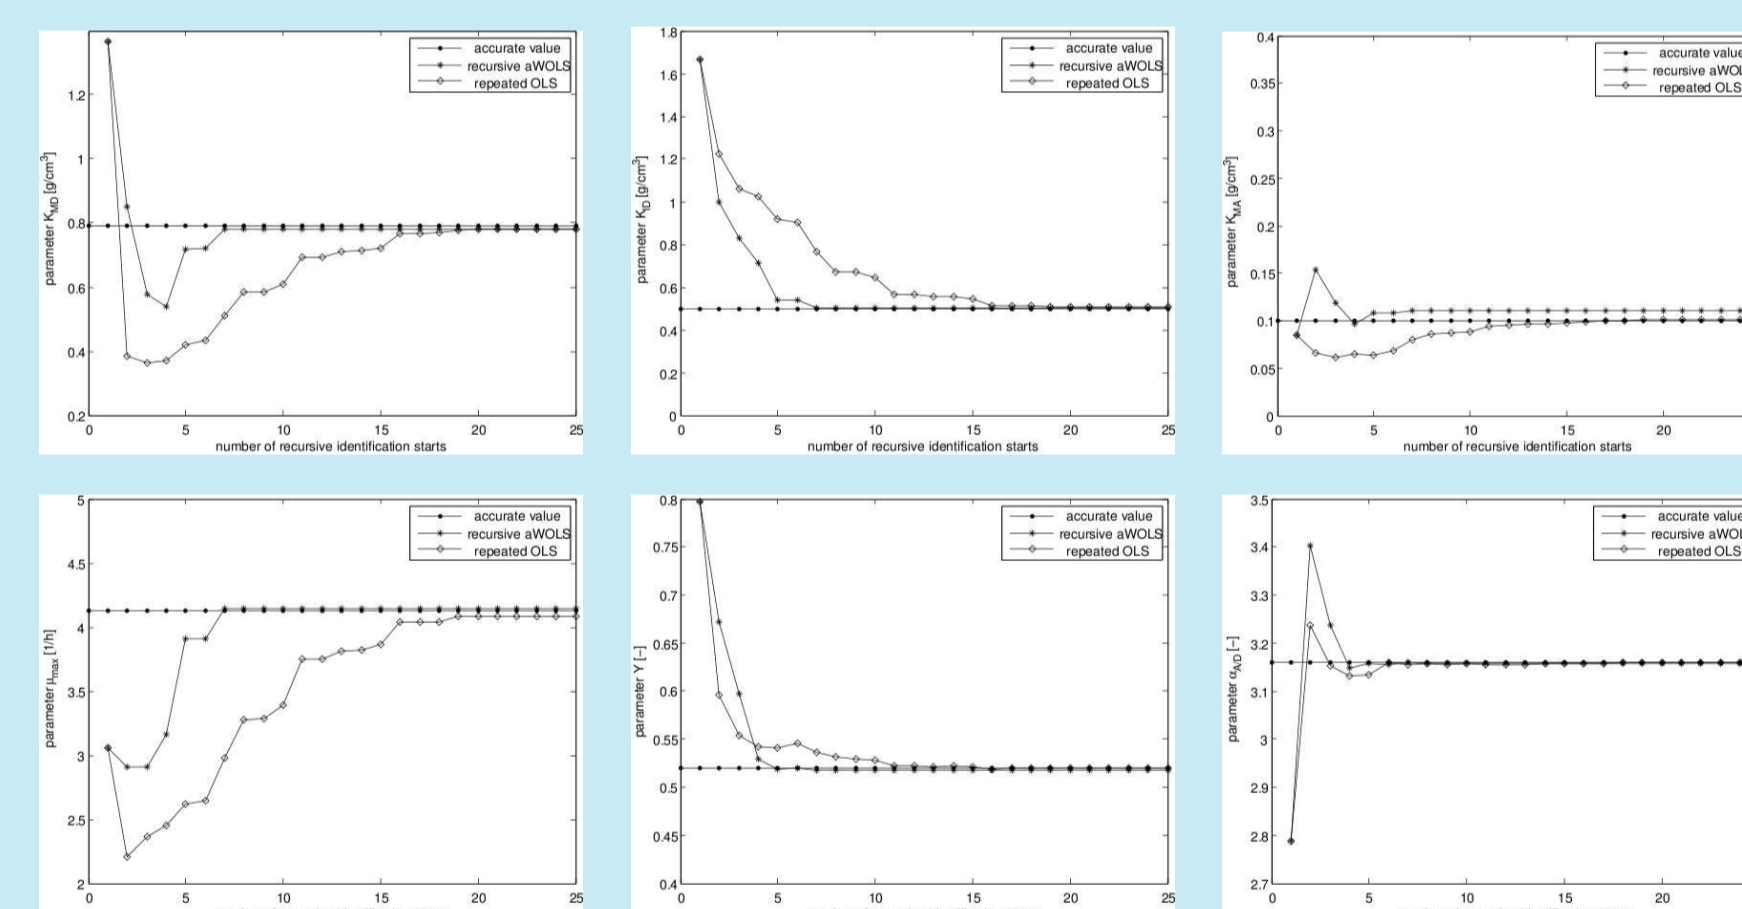 accurate value
recursive aWOLS
repeated OLS
1.2
1
0.8
0.6
0.4
0.2
parameter K_MD [g/cm³]
0 5 10 15 20 25
number of recursive identification starts
accurate value
recursive aWOLS
repeated OLS
1.8
1.6
1.4
1.2
1
0.8
0.6
0.4
0.2
0
parameter K_ID [g/cm³]
0 5 10 15 20 25
number of recursive identification starts
accurate value
recursive aWOL
repeated OLS
0.4
0.35
0.3
0.25
0.2
0.15
0.1
0.05
0
parameter K_MA [g/cm³]
0 5 10 15 20
number of recursive identification starts
accurate value
recursive aWOLS
repeated OLS
5
4.5
4
3.5
3
2.5
2
parameter μ_max [1/h]
0 5 10 15 20 25
accurate value
recursive aWOLS
repeated OLS
0.8
0.75
0.7
0.65
0.6
0.55
0.5
0.45
0.4
parameter Y [−]
0 5 10 15 20 25
accurate value
recursive aWOL
repeated OLS
3.5
3.4
3.3
3.2
3.1
3
2.9
2.8
2.7
parameter α_A/D [−]
0 5 10 15 20